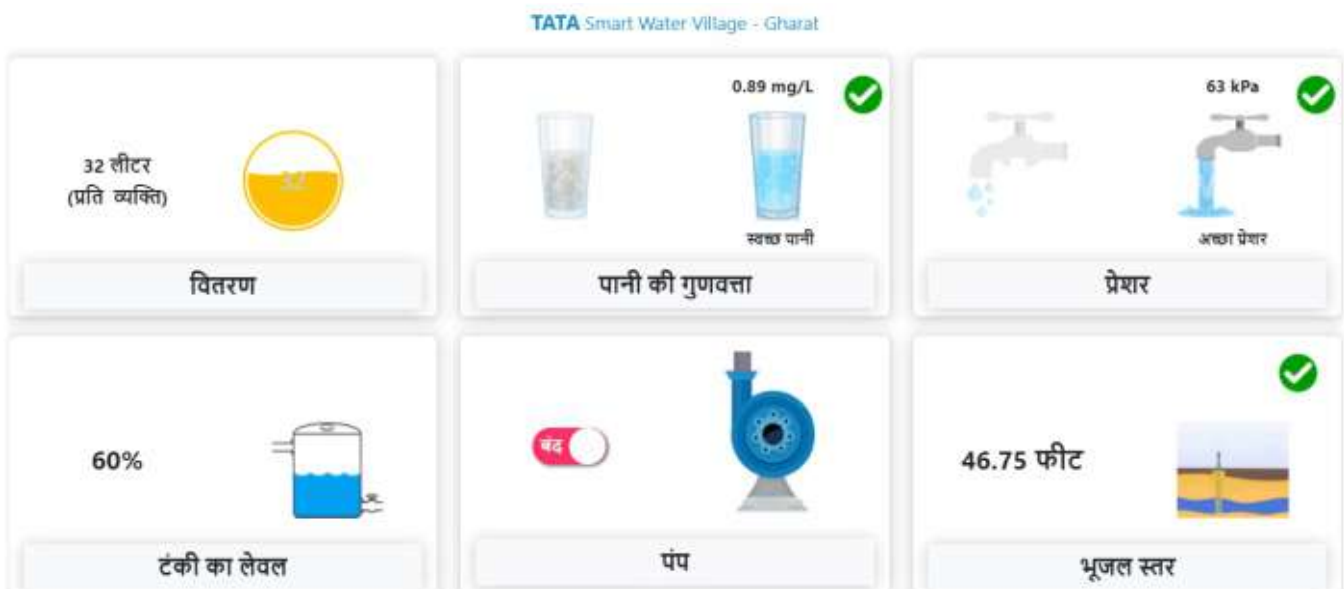 TATA Smart Water Village - Gharat
32 लीटर
(प्रति व्यक्ति)
32
वितरण
0.89 mg/L
स्वच्छ पानी
पानी की गुणवत्ता
63 kPa
अच्छा प्रेशर
प्रेशर
60%
टंकी का लेवल
बंद
पंप
46.75 फीट
भूजल स्तर